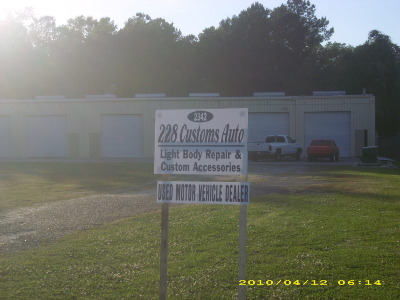 2342
228 Customs Auto
Light Body Repair &
Custom Accessories
USED MOTOR VEHICLE DEALER
2010/04/12 06:14